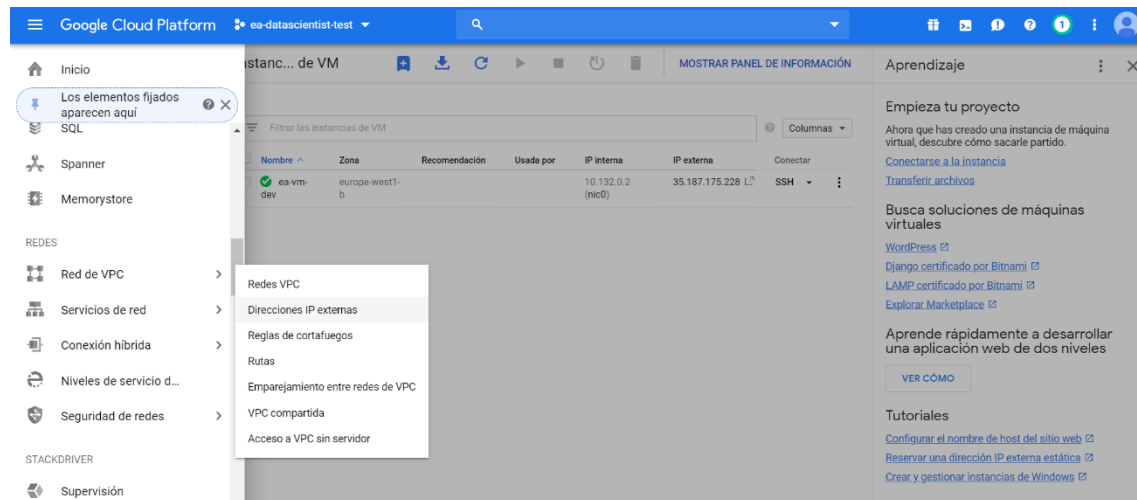 Google Cloud Platform
ea-datascientist-test
1
Inicio
Los elementos fijados
aparecen aquí
SQL
Spanner
Memorystore
REDES
Red de VPC
Servicios de red
Conexión híbrida
Niveles de servicio d...
Seguridad de redes
STACKDRIVER
Supervisión
Redes VPC
Direcciones IP externas
Reglas de cortafuegos
Rutas
Emparejamiento entre redes de VPC
VPC compartida
Acceso a VPC sin servidor
istanc... de VM
MOSTRAR PANEL DE INFORMACIÓN
Filtrar las instancias de VM
Columnas
Nombre Zona Recomendación Usada por IP interna IP externa Conectar
ea-vm- europe-west1- 10.132.0.2 35.187.175.228 SSH
dev b (nic0)
Aprendizaje
Empieza tu proyecto
Ahora que has creado una instancia de máquina
virtual, descubre cómo sacarle partido.
Conectarse a la instancia
Transferir archivos
Busca soluciones de máquinas
virtuales
WordPress
Django certificado por Bitnami
LAMP certificado por Bitnami
Explorar Marketplace
Aprende rápidamente a desarrollar
una aplicación web de dos niveles
VER CÓMO
Tutoriales
Configurar el nombre de host del sitio web
Reservar una dirección IP externa estática
Crear y gestionar instancias de Windows